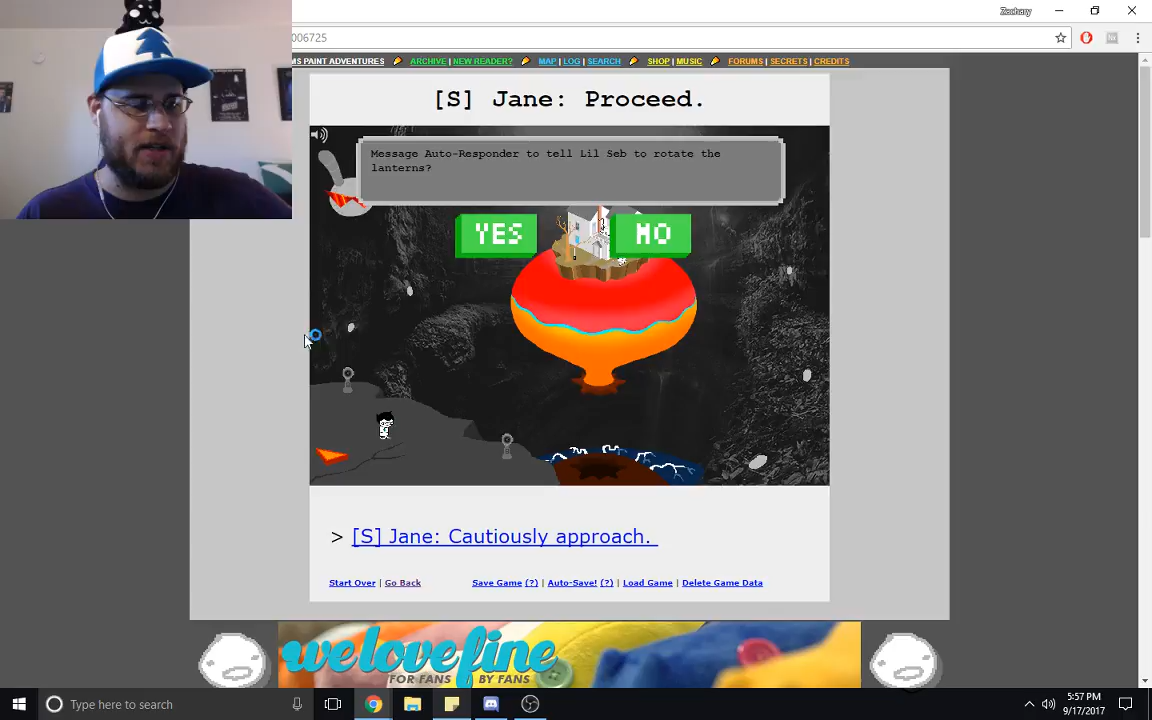 Zachary
006725
MS PAINT ADVENTURES ARCHIVE | NEW READER? MAP | LOG | SEARCH SHOP | MUSIC FORUMS | SECRETS | CREDITS
[S] Jane: Proceed.
Message Auto-Responder to tell Lil Seb to rotate the
lanterns?
YES NO
> [S] Jane: Cautiously approach.
Start Over | Go Back Save Game (?) | Auto-Save! (?) | Load Game | Delete Game Data
welovefine
FOR FANS BY FANS
Type here to search
5:57 PM
9/17/2017